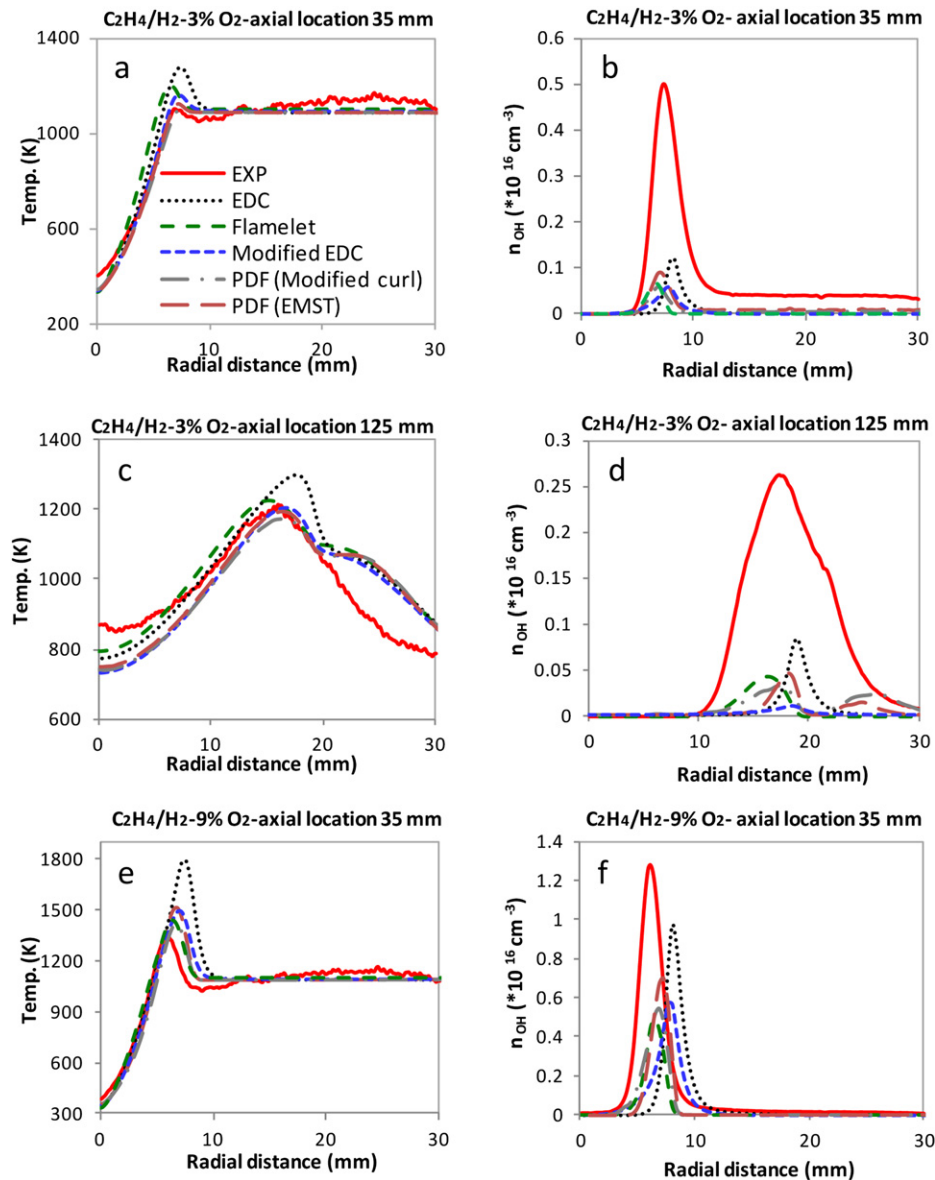 C2H4/H2-3% O2-axial location 35 mm
a
1400
1000
600
200
Temp. (K)
EXP
EDC
Flamelet
Modified EDC
PDF (Modified curl)
PDF (EMST)
0
10
20
30
Radial distance (mm)
C2H4/H2-3% O2- axial location 35 mm
b
0.6
0.5
0.4
0.3
0.2
0.1
0
n OH (*10 16 cm -3)
0
10
20
30
Radial distance (mm)
C2H4/H2-3% O2-axial location 125 mm
c
1400
1200
1000
800
600
Temp. (K)
0
10
20
30
Radial distance (mm)
C2H4/H2-3% O2- axial location 125 mm
d
0.3
0.25
0.2
0.15
0.1
0.05
0
n OH (*10 16 cm -3)
0
10
20
30
Radial distance (mm)
C2H4/H2-9% O2-axial location 35 mm
e
1800
1500
1200
900
600
300
Temp. (K)
0
10
20
30
Radial distance (mm)
C2H4/H2-9% O2- axial location 35 mm
f
1.4
1.2
1
0.8
0.6
0.4
0.2
0
n OH (*10 16 cm -3)
0
10
20
30
Radial distance (mm)